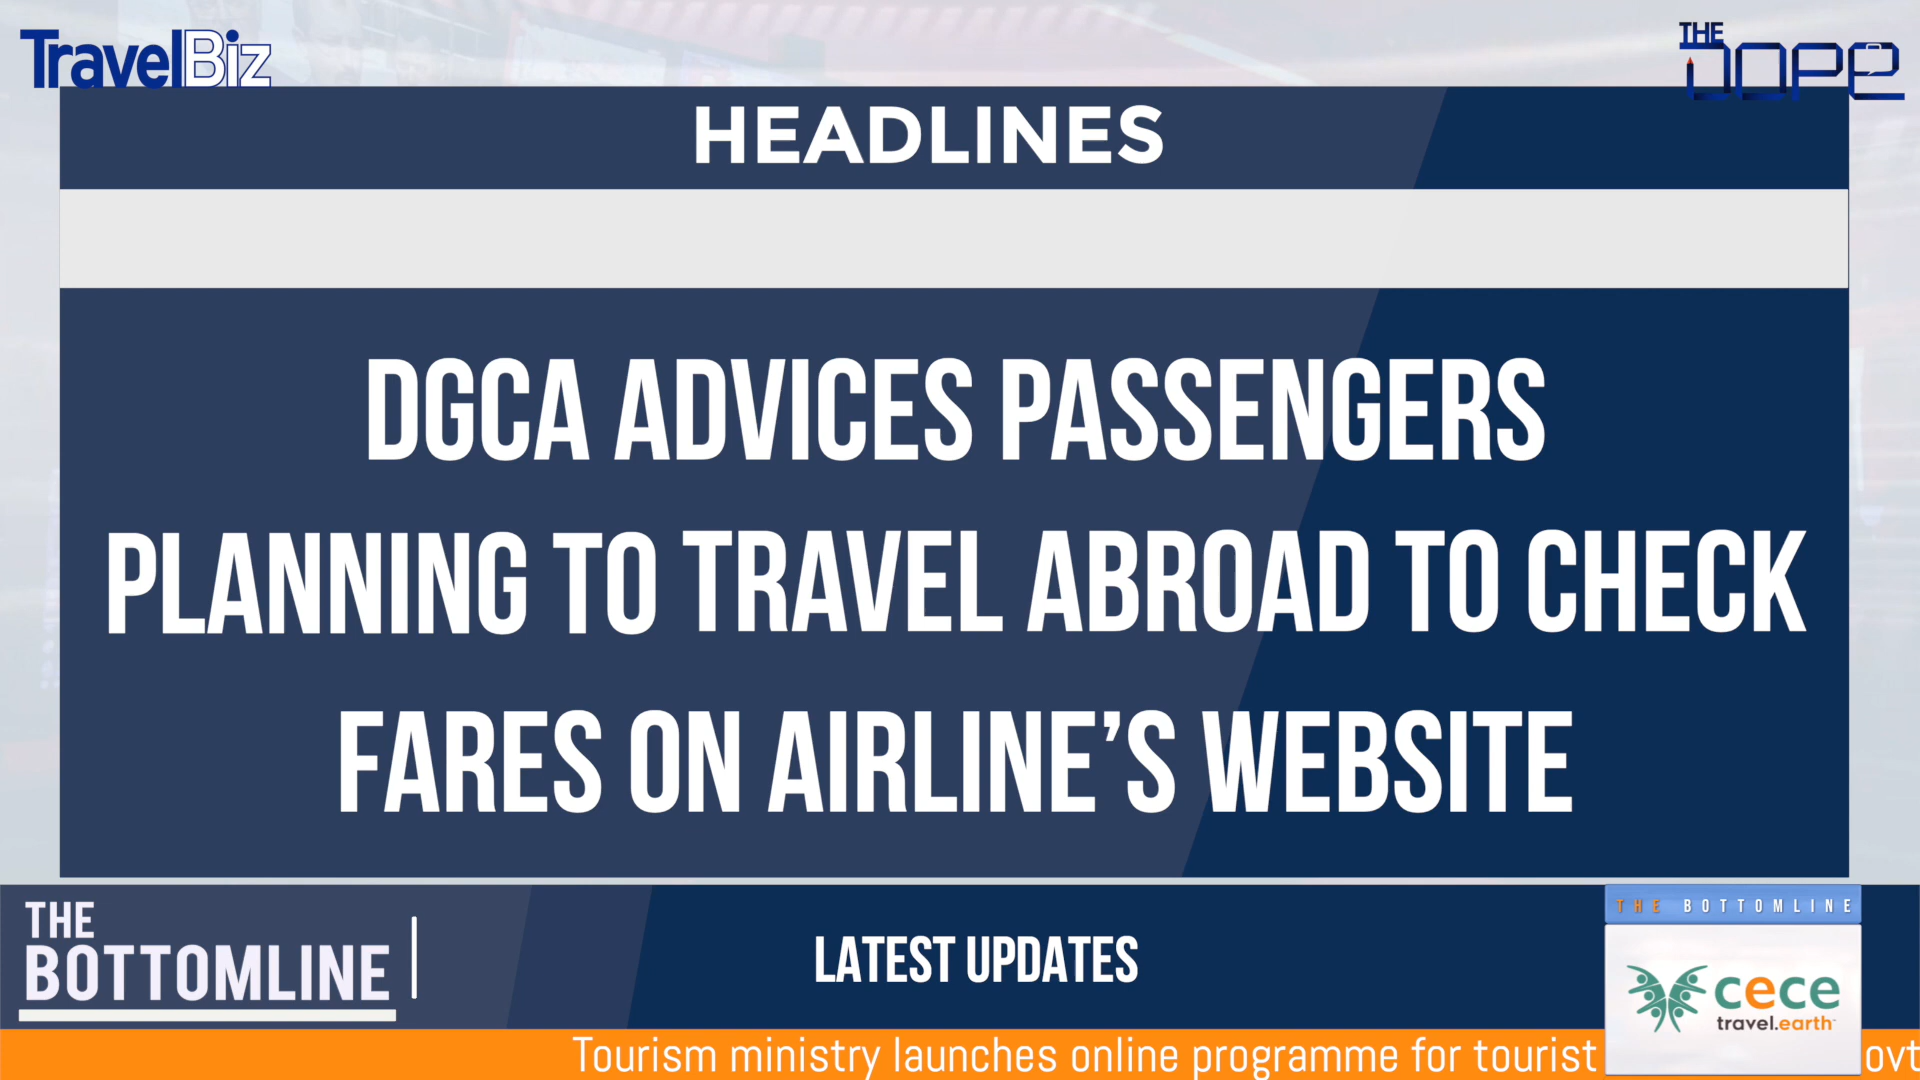 TravelBiz
THE DOPE
HEADLINES
DGCA ADVICES PASSENGERS
PLANNING TO TRAVEL ABROAD TO CHECK
FARES ON AIRLINE’S WEBSITE
THE
BOTTOMLINE
LATEST UPDATES
THE BOTTOMLINE
cece
travel.earth
Tourism ministry launches online programme for tourist